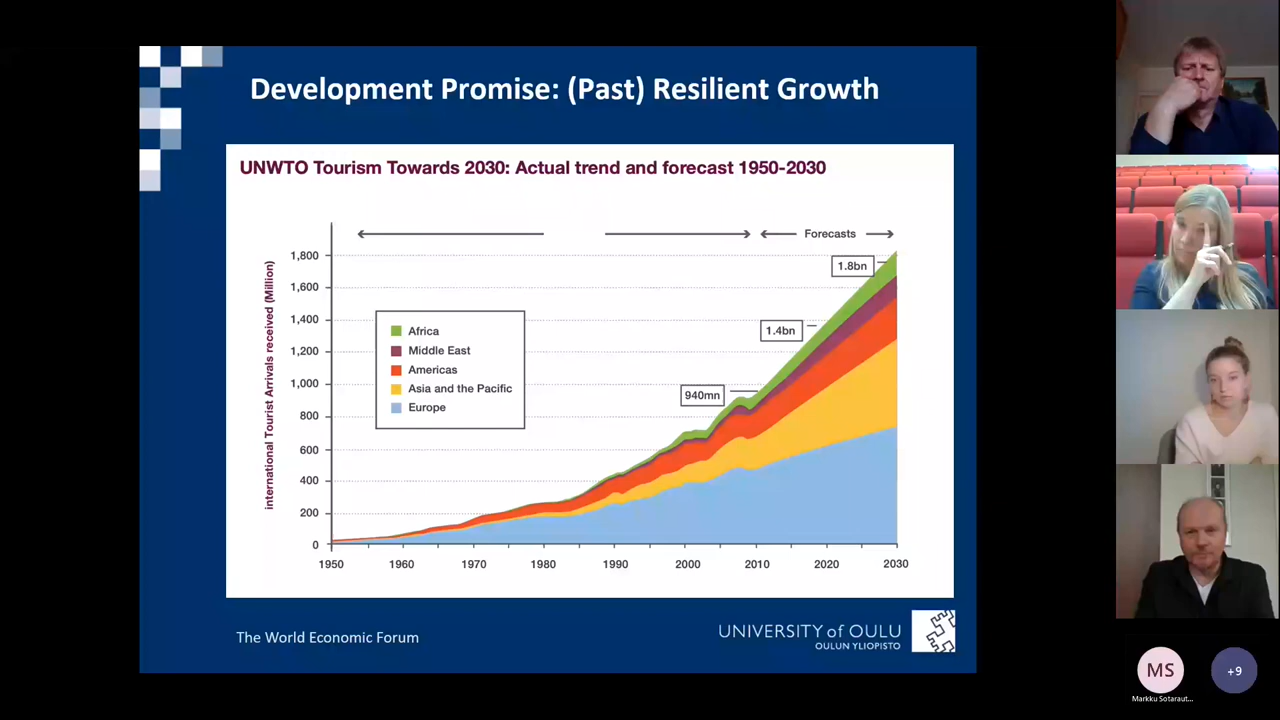 Development Promise: (Past) Resilient Growth
UNWTO Tourism Towards 2030: Actual trend and forecast 1950-2030
Forecasts
international Tourist Arrivals received (Million)
1,800
1,600
1,400
1,200
1,000
800
600
400
200
0
1.8bn
1.4bn
940mn
Africa
Middle East
Americas
Asia and the Pacific
Europe
1950 1960 1970 1980 1990 2000 2010 2020 2030
The World Economic Forum
UNIVERSITY of OULU
OULUN YLIOPISTO
MS
Markku Sotaraut...
+9